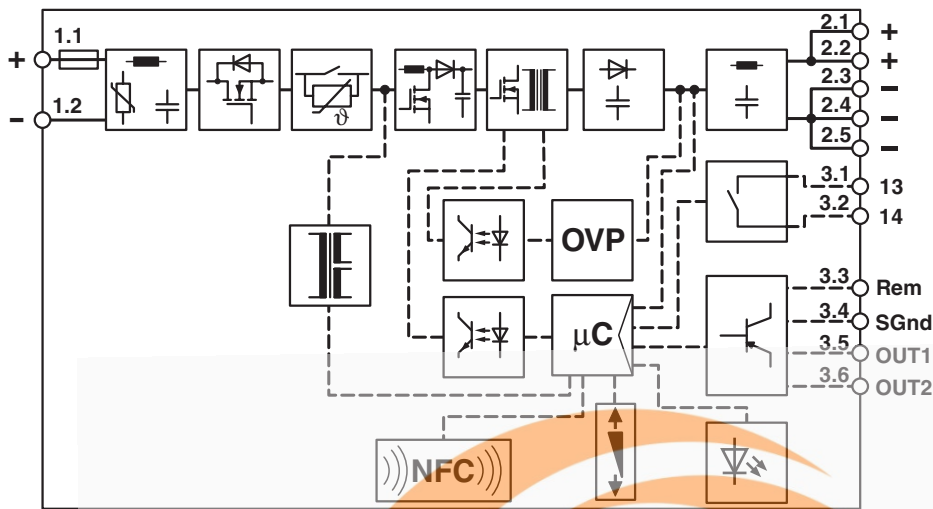 1.1
+
1.2
−
2.1
+
2.2
+
2.3
−
2.4
−
2.5
−
ϑ
3.1
13
3.2
14
OVP
3.3
Rem
3.4
SGnd
µC
3.5
OUT1
3.6
OUT2
NFC